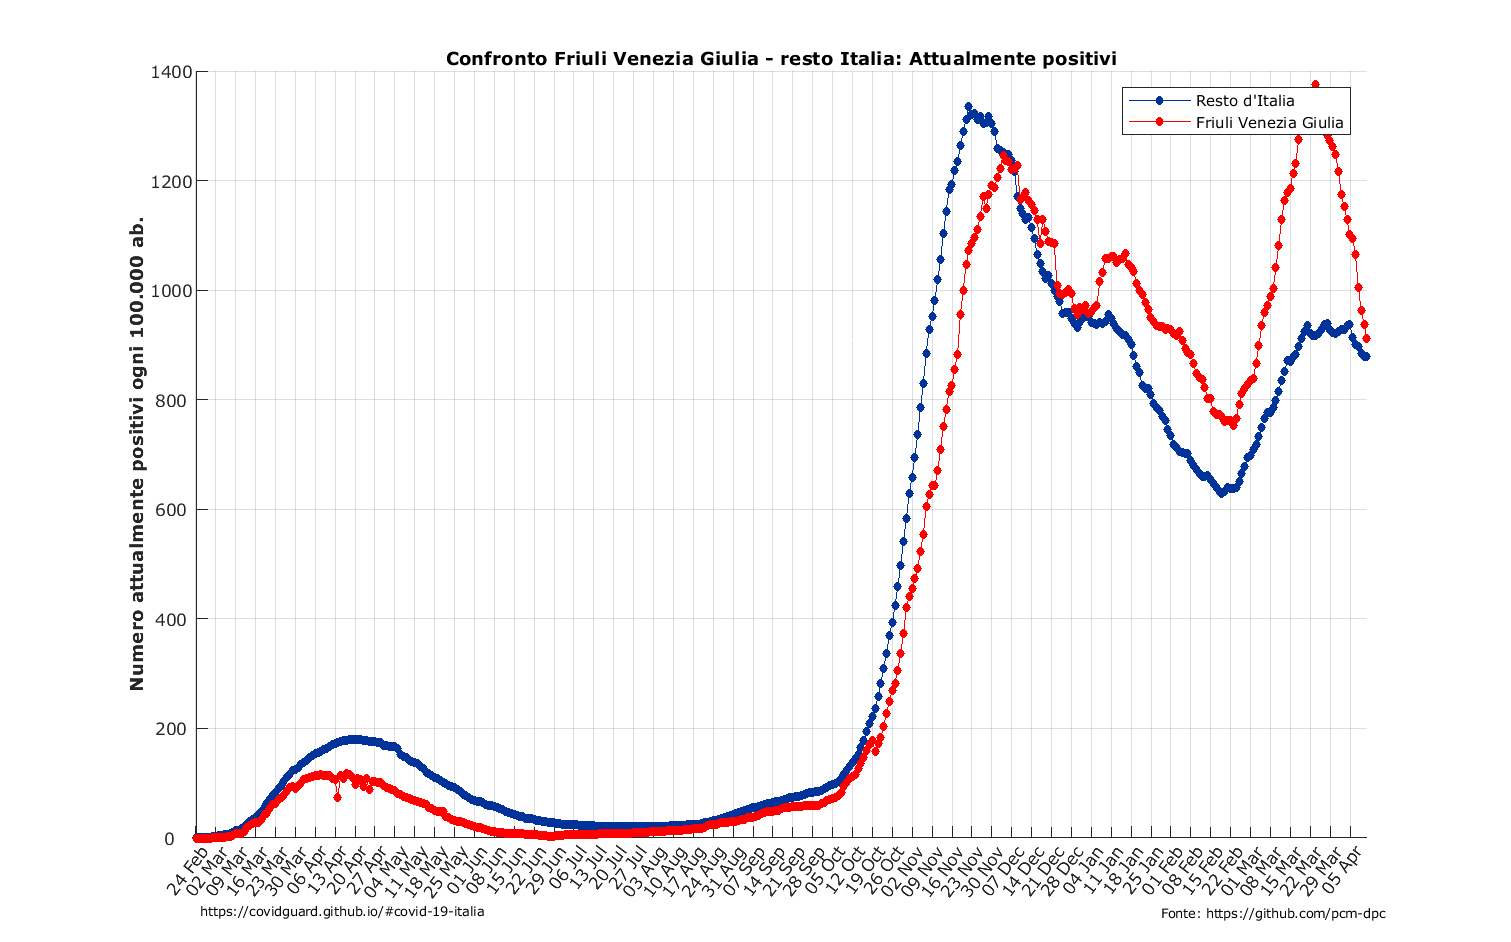 Confronto Friuli Venezia Giulia - resto Italia: Attualmente positivi
Numero attualmente positivi ogni 100.000 ab.
1400
1200
1000
800
600
400
200
0
Resto d'Italia
Friuli Venezia Giulia
24 Feb
02 Mar
09 Mar
16 Mar
23 Mar
30 Mar
06 Apr
13 Apr
20 Apr
27 Apr
04 May
11 May
18 May
25 May
01 Jun
08 Jun
15 Jun
22 Jun
29 Jun
06 Jul
13 Jul
20 Jul
27 Jul
03 Aug
10 Aug
17 Aug
24 Aug
31 Aug
07 Sep
14 Sep
21 Sep
28 Sep
05 Oct
12 Oct
19 Oct
26 Oct
02 Nov
09 Nov
16 Nov
23 Nov
30 Nov
07 Dec
14 Dec
21 Dec
28 Dec
04 Jan
11 Jan
18 Jan
25 Jan
01 Feb
08 Feb
15 Feb
22 Feb
01 Mar
08 Mar
15 Mar
22 Mar
29 Mar
05 Apr
https://covidguard.github.io/#covid-19-italia
Fonte: https://github.com/pcm-dpc